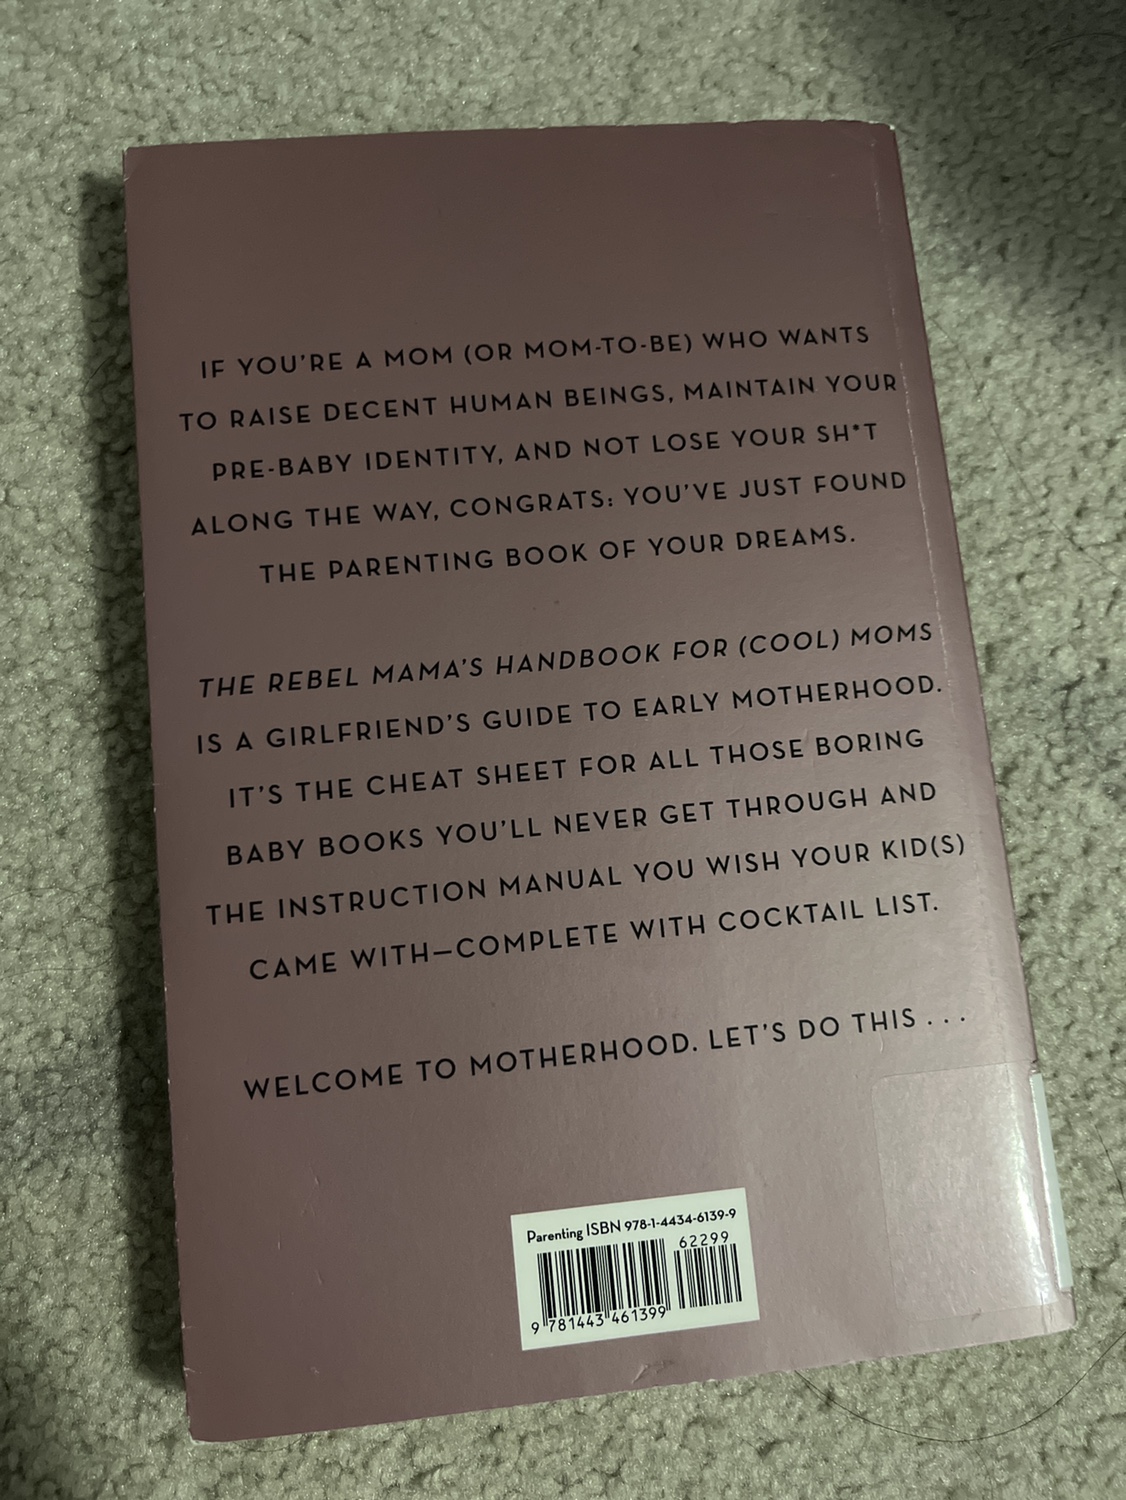 IF YOU'RE A MOM (OR MOM-TO-BE) WHO WANTS
TO RAISE DECENT HUMAN BEINGS, MAINTAIN YOUR
PRE-BABY IDENTITY, AND NOT LOSE YOUR SH*T
ALONG THE WAY, CONGRATS: YOU'VE JUST FOUND
THE PARENTING BOOK OF YOUR DREAMS.
THE REBEL MAMA'S HANDBOOK FOR (COOL) MOMS
IS A GIRLFRIEND'S GUIDE TO EARLY MOTHERHOOD.
IT'S THE CHEAT SHEET FOR ALL THOSE BORING
BABY BOOKS YOU'LL NEVER GET THROUGH AND
THE INSTRUCTION MANUAL YOU WISH YOUR KID(S)
CAME WITH—COMPLETE WITH COCKTAIL LIST.
WELCOME TO MOTHERHOOD. LET'S DO THIS . . .
Parenting ISBN 978-1-4434-6139-9
62299
9 781443 461399